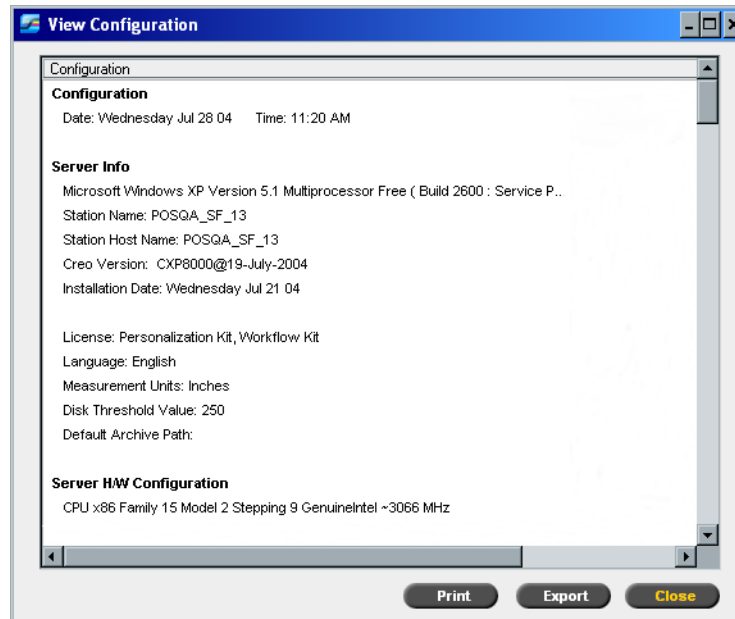 View Configuration
Configuration
Configuration
Date: Wednesday Jul 28 04 Time: 11:20 AM
Server Info
Microsoft Windows XP Version 5.1 Multiprocessor Free ( Build 2600 : Service P..
Station Name: POSQA_SF_13
Station Host Name: POSQA_SF_13
Creo Version: CXP8000@19-July-2004
Installation Date: Wednesday Jul 21 04
License: Personalization Kit, Workflow Kit
Language: English
Measurement Units: Inches
Disk Threshold Value: 250
Default Archive Path:
Server H/W Configuration
CPU x86 Family 15 Model 2 Stepping 9 GenuineIntel ~3066 MHz
Print Export Close